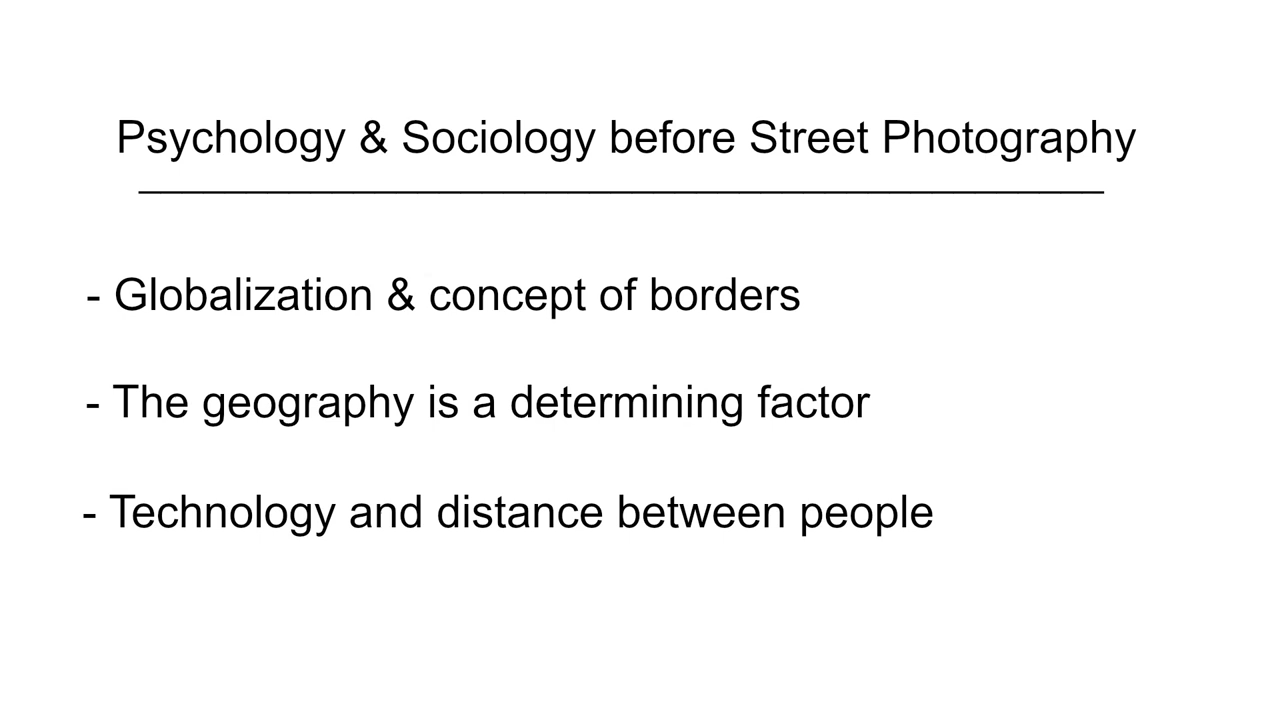 Psychology & Sociology before Street Photography
- Globalization & concept of borders
- The geography is a determining factor
- Technology and distance between people